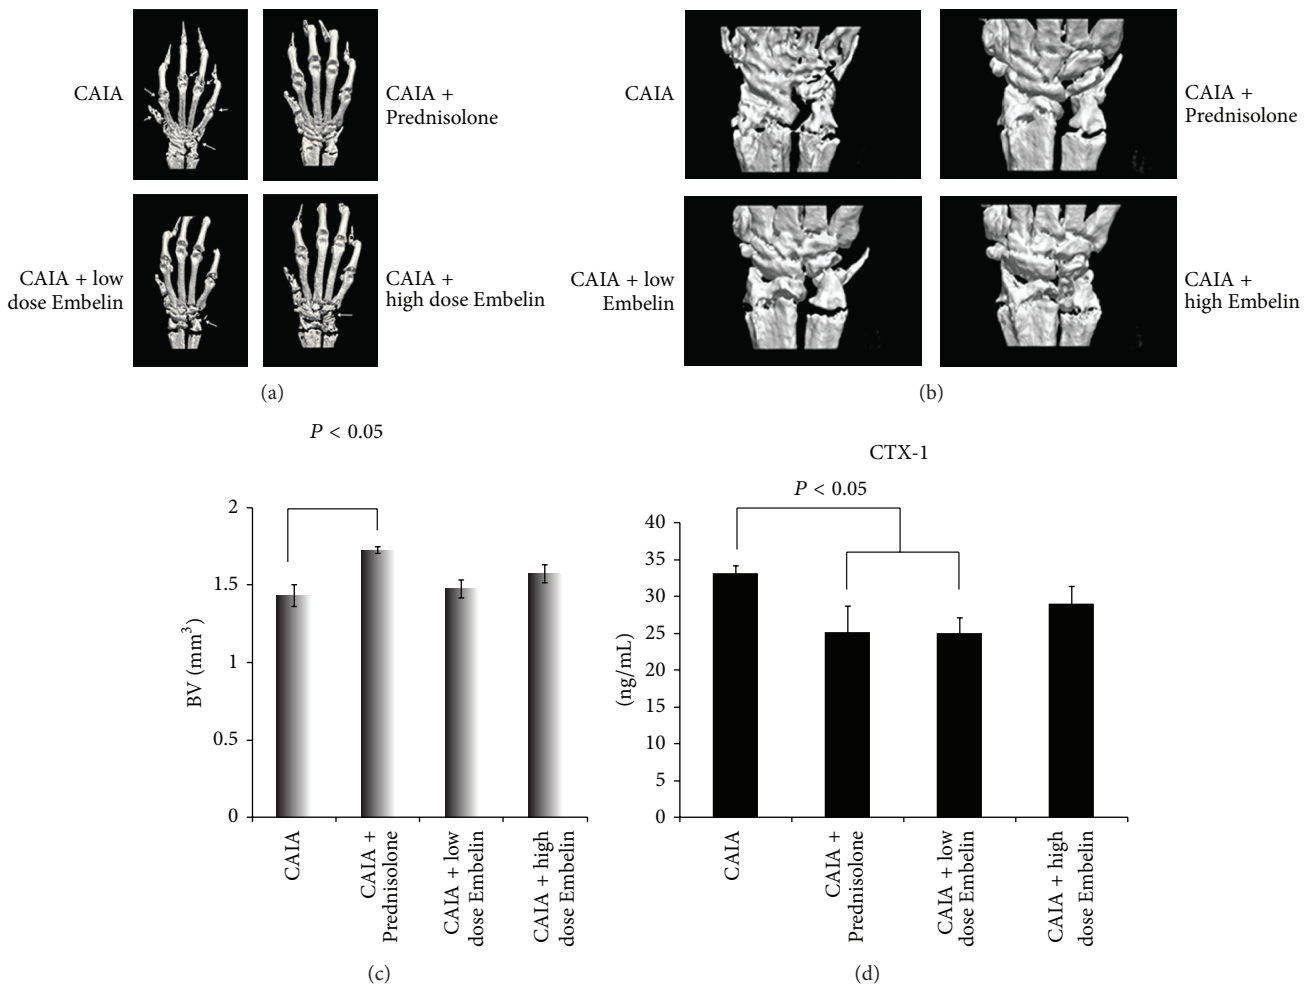 CAIA
CAIA +
Prednisolone
CAIA + low
dose Embelin
CAIA +
high dose Embelin
(a)
CAIA
CAIA +
Prednisolone
CAIA + low
Embelin
CAIA +
high Embelin
(b)
P < 0.05
2
1.5
1
0.5
0
BV (mm³)
CAIA
CAIA +
Prednisolone
CAIA + low
dose Embelin
CAIA + high
dose Embelin
(c)
CTX-1
P < 0.05
40
35
30
25
20
15
10
5
0
(ng/mL)
CAIA
CAIA +
Prednisolone
CAIA + low
dose Embelin
CAIA + high
dose Embelin
(d)